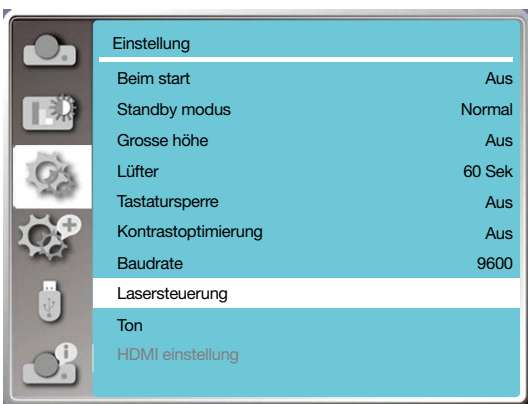 Einstellung
Beim start Aus
Standby modus Normal
Grosse höhe Aus
Lüfter 60 Sek
Tastatursperre Aus
Kontrastoptimierung Aus
Baudrate 9600
Lasersteuerung
Ton
HDMI einstellung